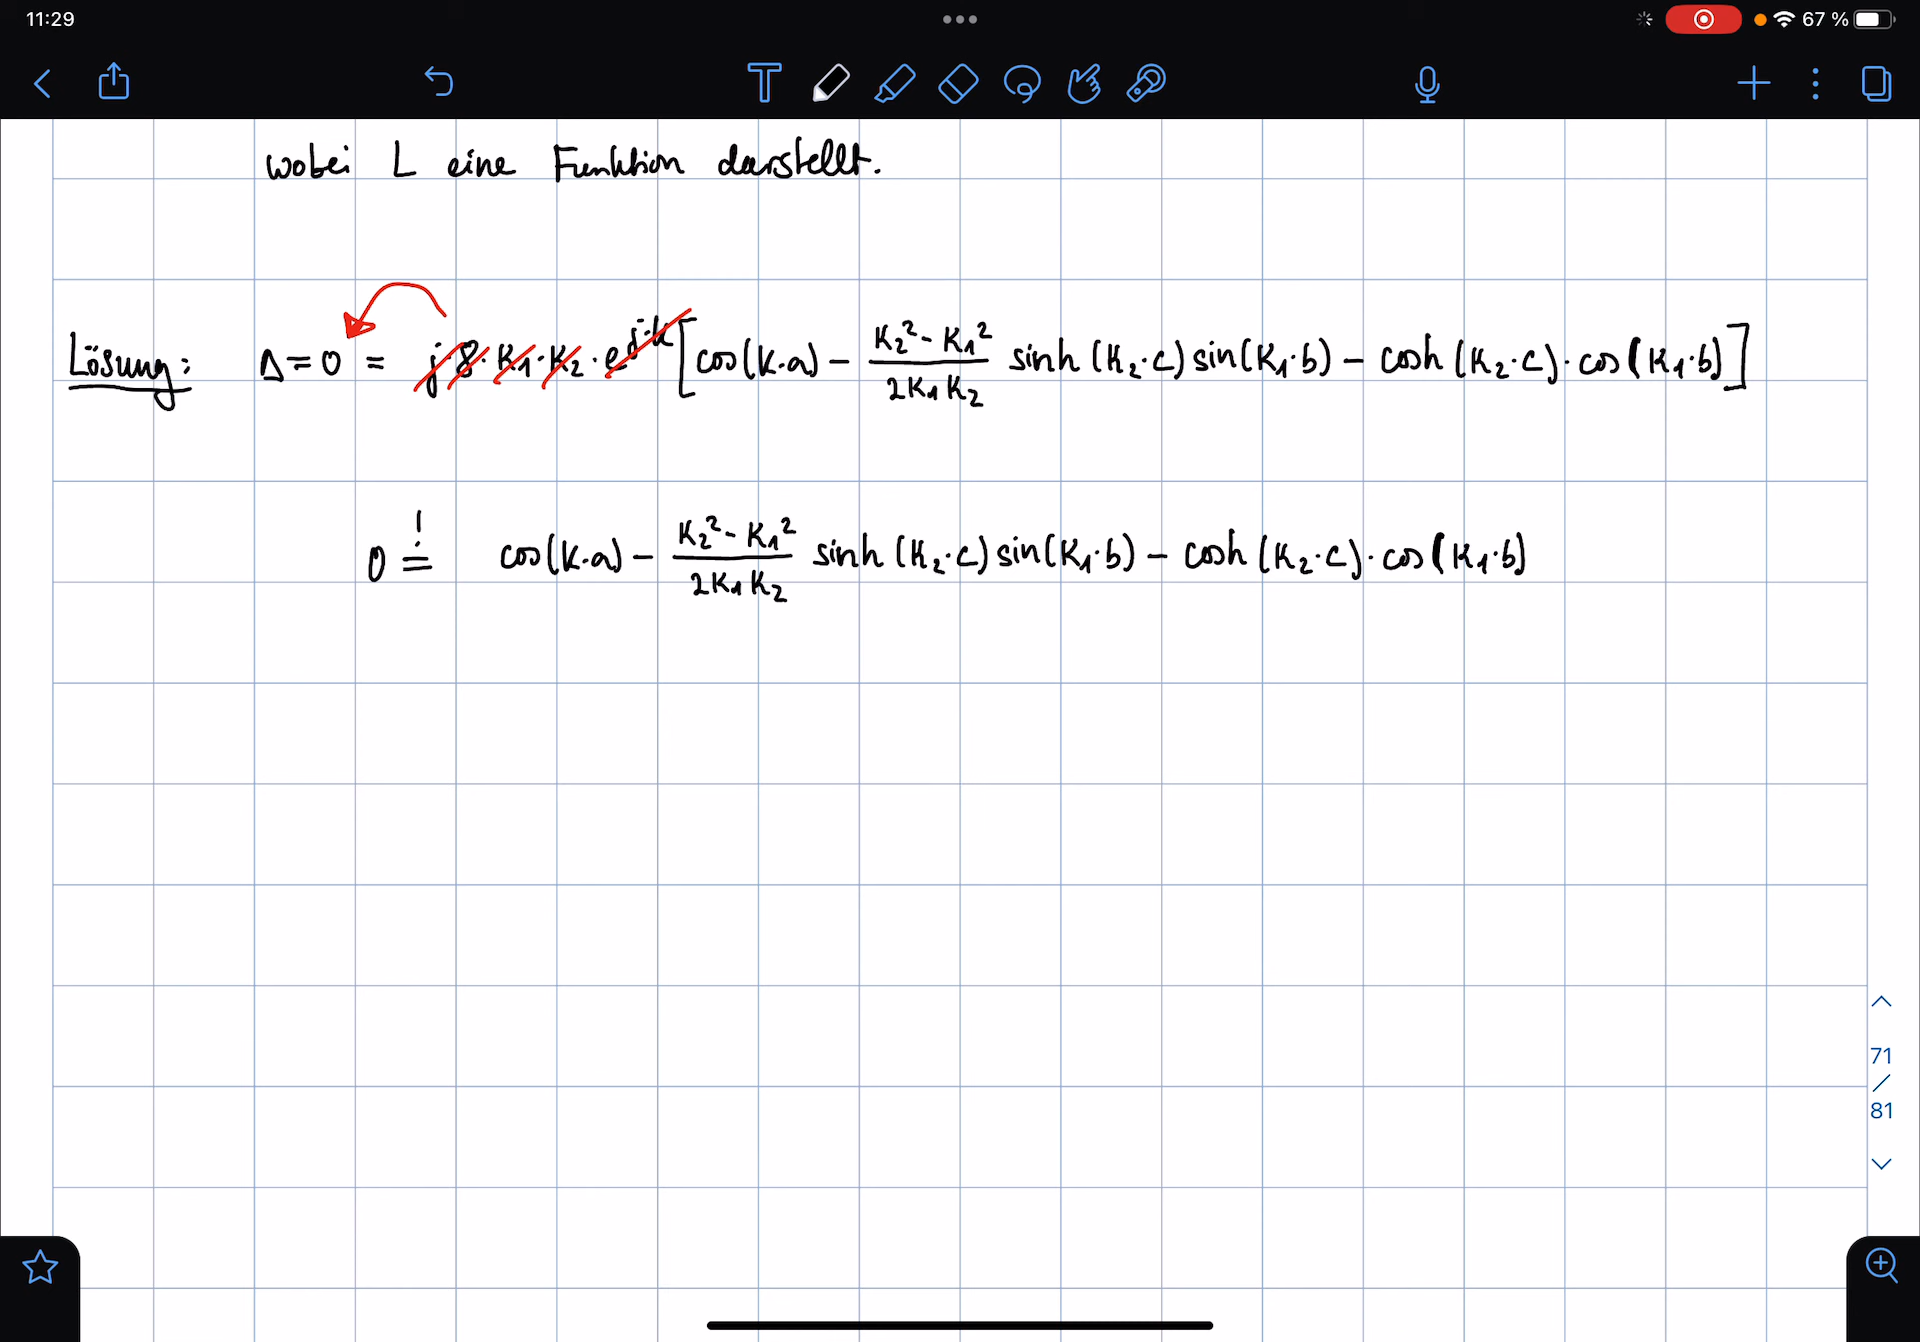 11:29
67 %
wobei L eine Funktion darstellt.
Lösung: Δ = 0 = j·8·K₁·K₂·e^(j·k) [cos(k·a) − (K₂² - K₁²)/(2K₁K₂) sinh(K₂·c) sin(K₁·b) − cosh(K₂·c)·cos(K₁·b)]
0 =! cos(k·a) − (K₂² - K₁²)/(2K₁K₂) sinh(K₂·c) sin(K₁·b) − cosh(K₂·c)·cos(K₁·b)
71
/
81